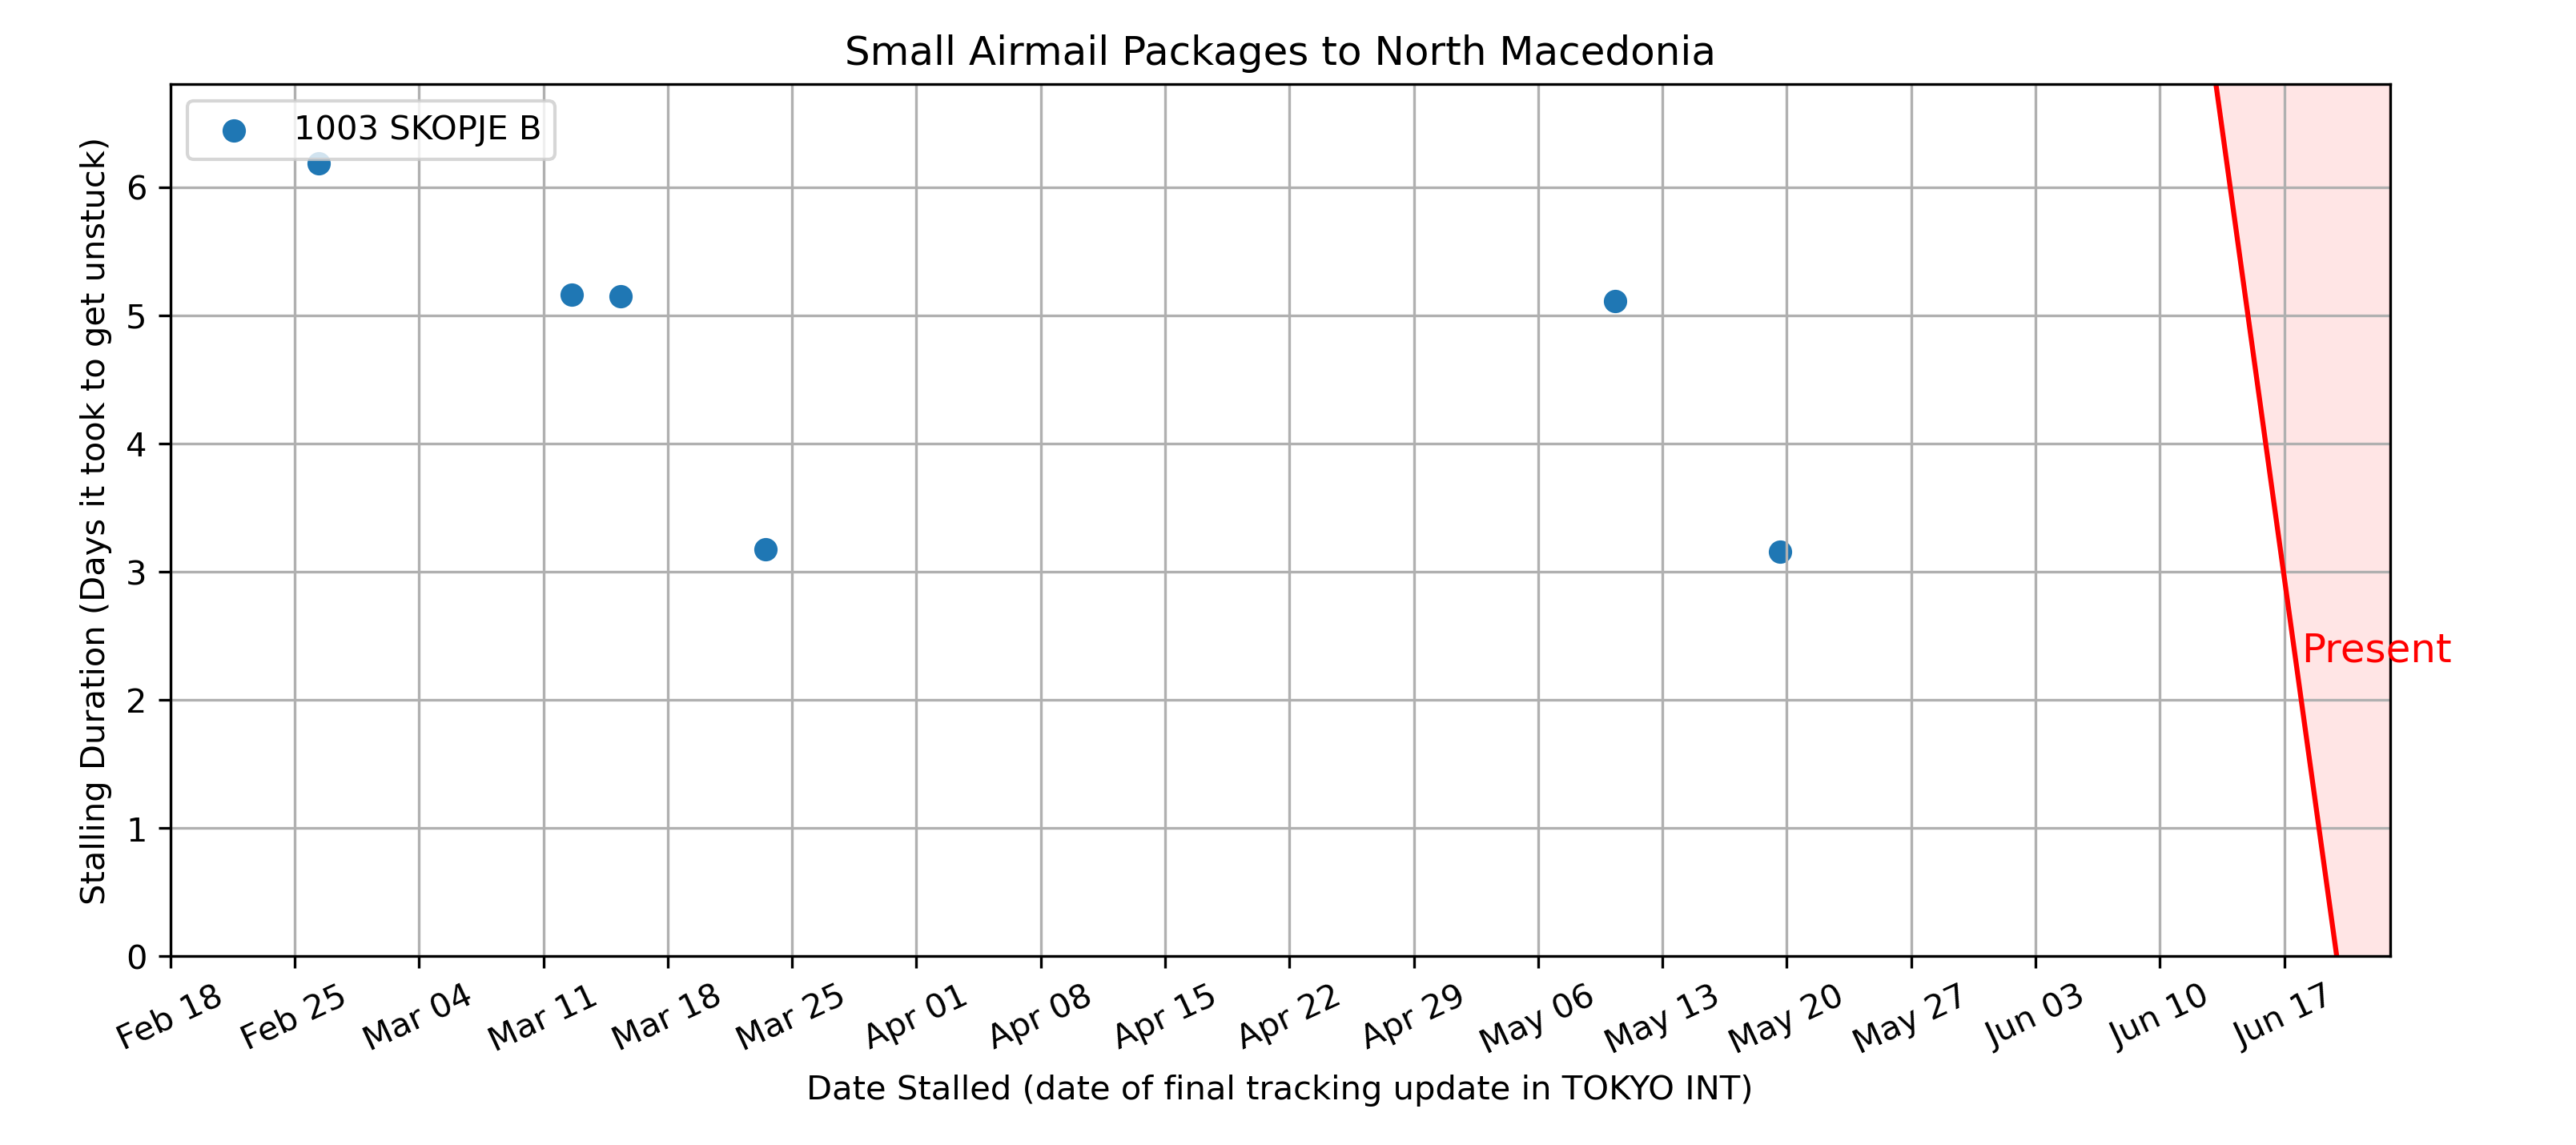 Small Airmail Packages to North Macedonia
1003 SKOPJE B
Stalling Duration (Days it took to get unstuck)
6
5
4
3
2
1
0
Present
Feb 18
Feb 25
Mar 04
Mar 11
Mar 18
Mar 25
Apr 01
Apr 08
Apr 15
Apr 22
Apr 29
May 06
May 13
May 20
May 27
Jun 03
Jun 10
Jun 17
Date Stalled (date of final tracking update in TOKYO INT)